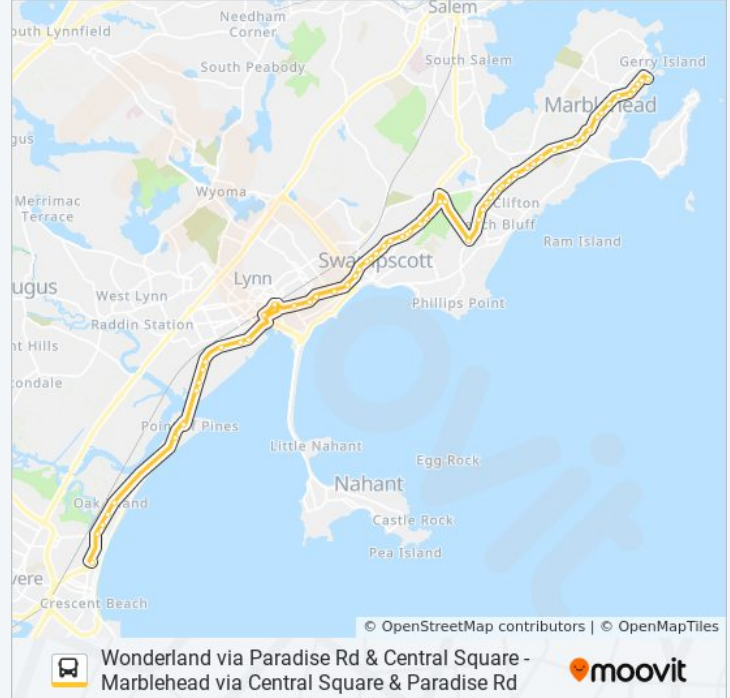 Salem
Needham
Corner
outh Lynnfield
South Peabody
South Salem
Gerry Island
Marblehead
gus
Wyoma
Merrimac
Terrace
Clifton
ch Bluff
Ram Island
Swampscott
Lynn
ugus
West Lynn
Phillips Point
Raddin Station
nt Hills
ondale
Point of Pines
Little Nahant
Egg Rock
Nahant
Oak Island
Castle Rock
Pea Island
vere
Crescent Beach
ovit
© OpenStreetMap contributors | © OpenMapTiles
Wonderland via Paradise Rd & Central Square -
Marblehead via Central Square & Paradise Rd
moovit